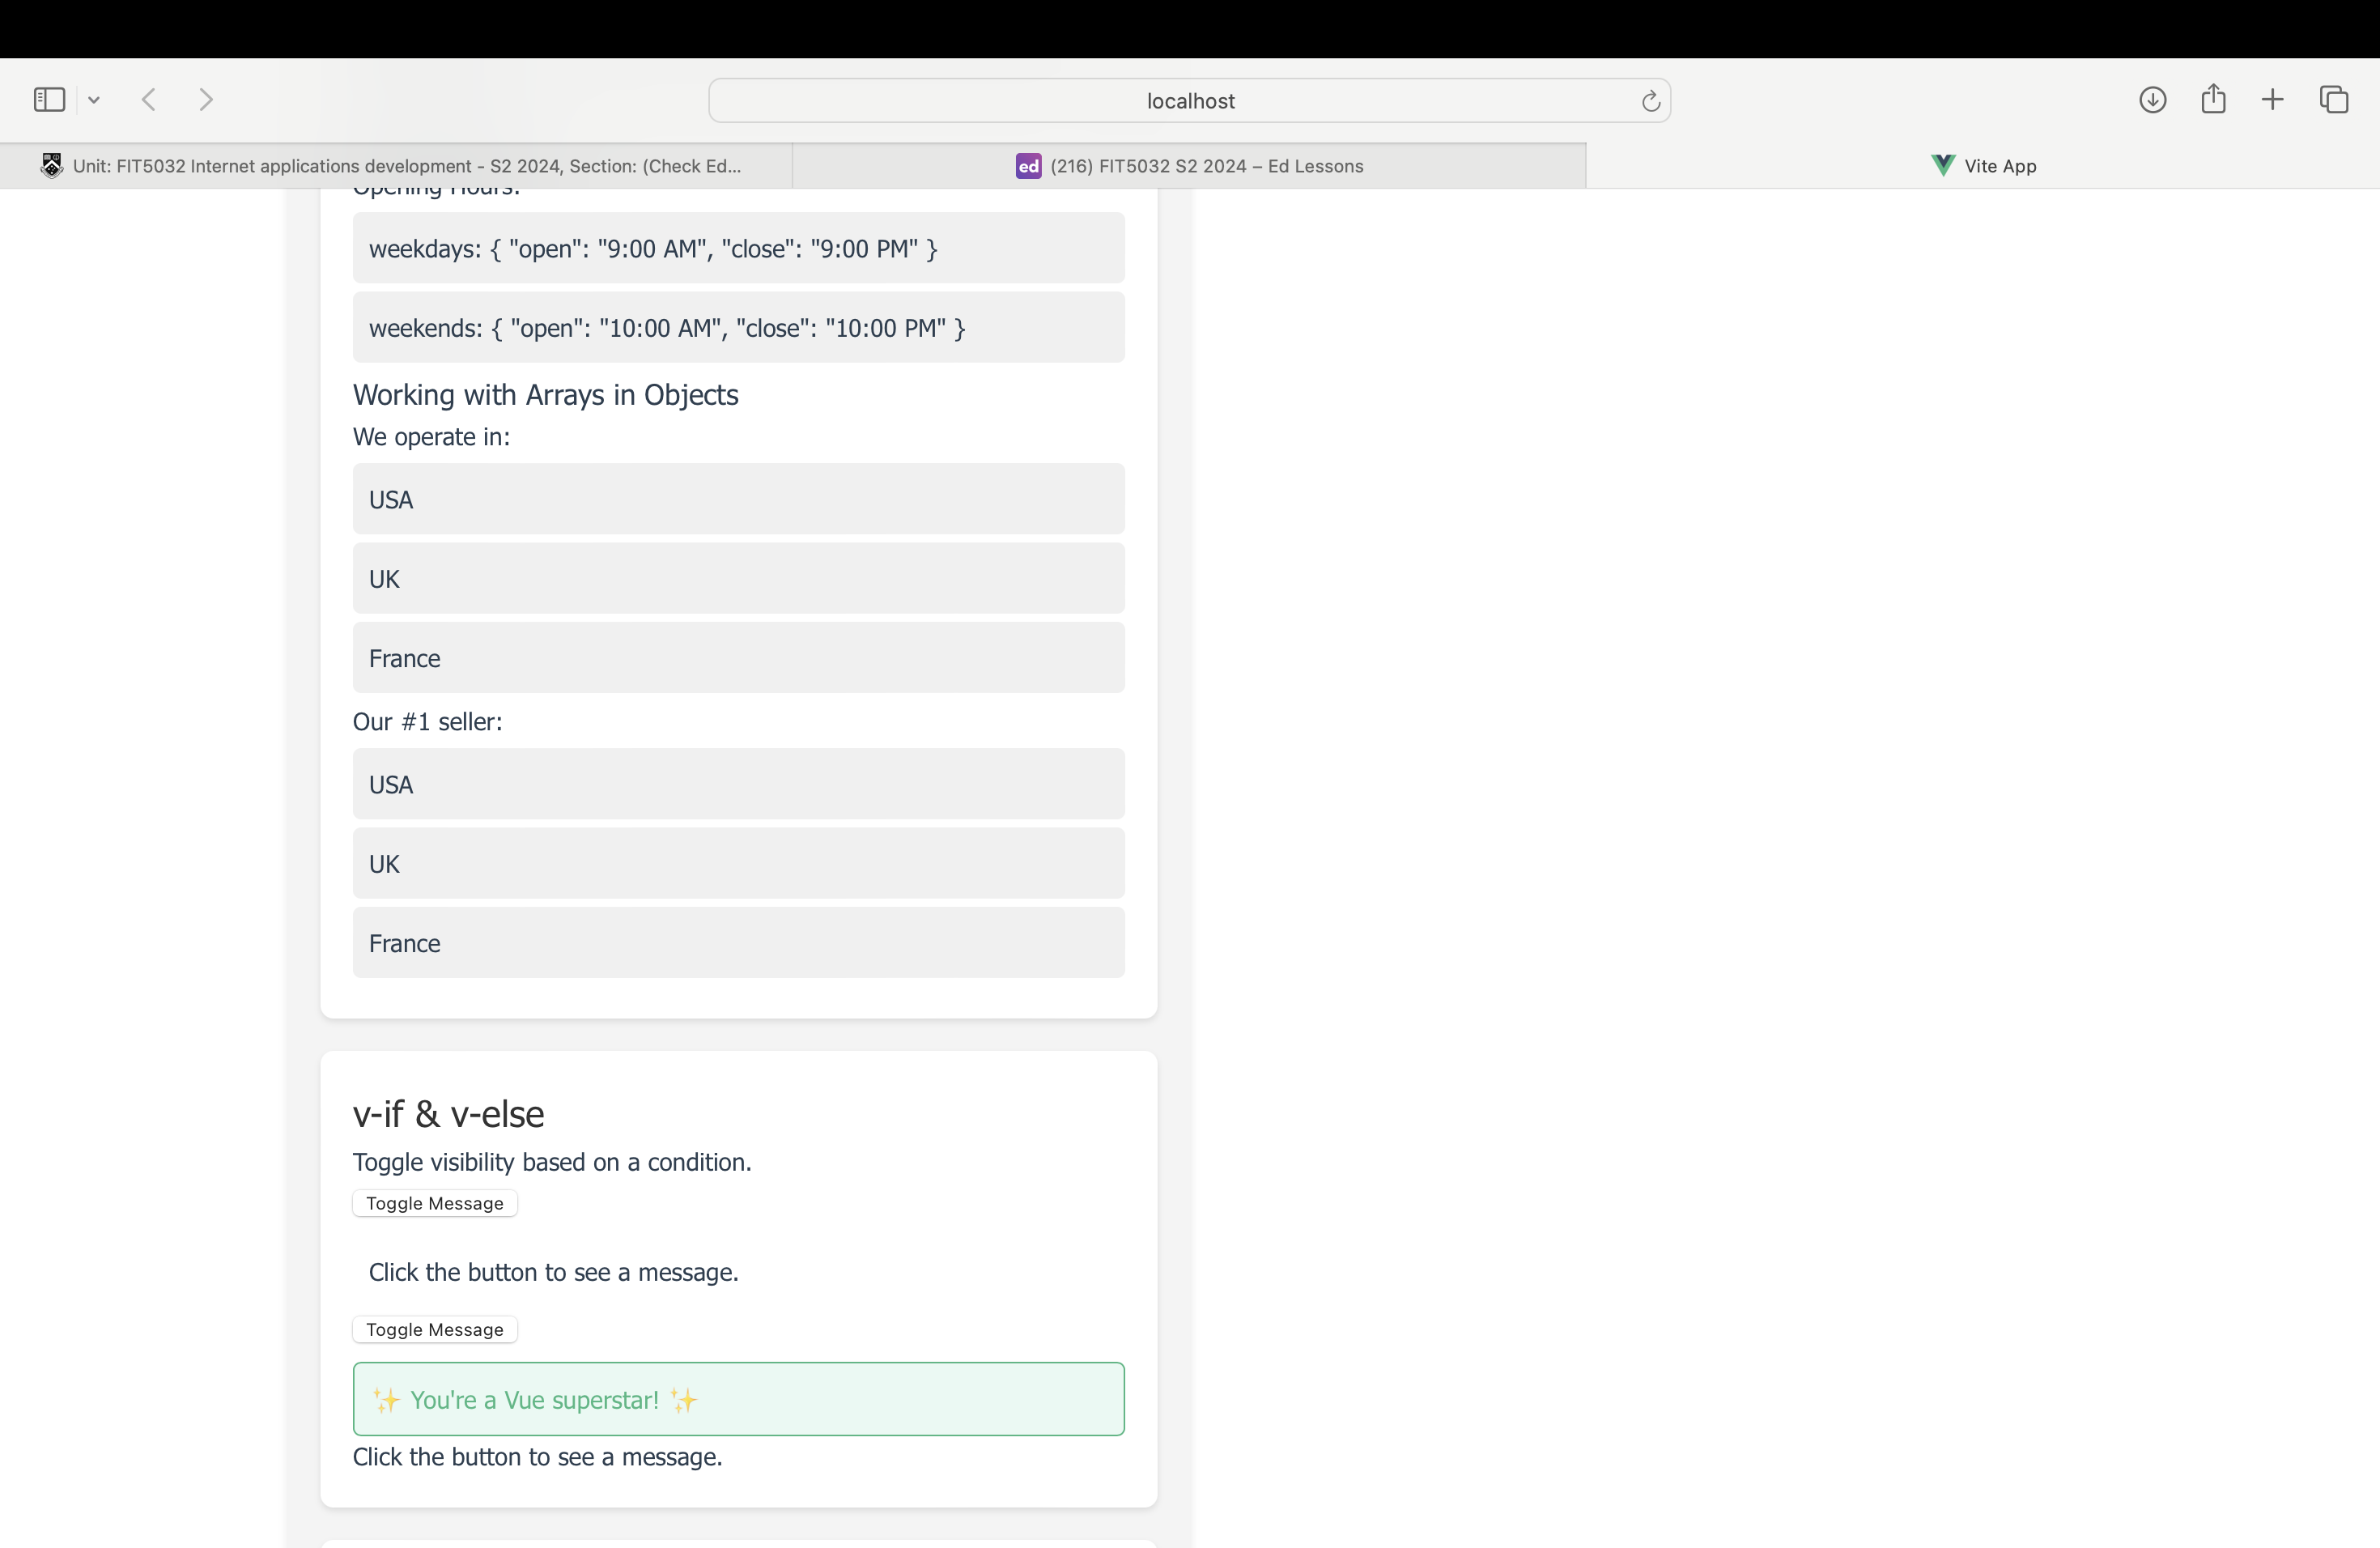 localhost
Unit: FIT5032 Internet applications development - S2 2024, Section: (Check Ed...
ed (216) FIT5032 S2 2024 – Ed Lessons
Vite App
Opening Hours:
weekdays: { "open": "9:00 AM", "close": "9:00 PM" }
weekends: { "open": "10:00 AM", "close": "10:00 PM" }
Working with Arrays in Objects
We operate in:
USA
UK
France
Our #1 seller:
USA
UK
France
v-if & v-else
Toggle visibility based on a condition.
Toggle Message
Click the button to see a message.
Toggle Message
✨ You're a Vue superstar! ✨
Click the button to see a message.